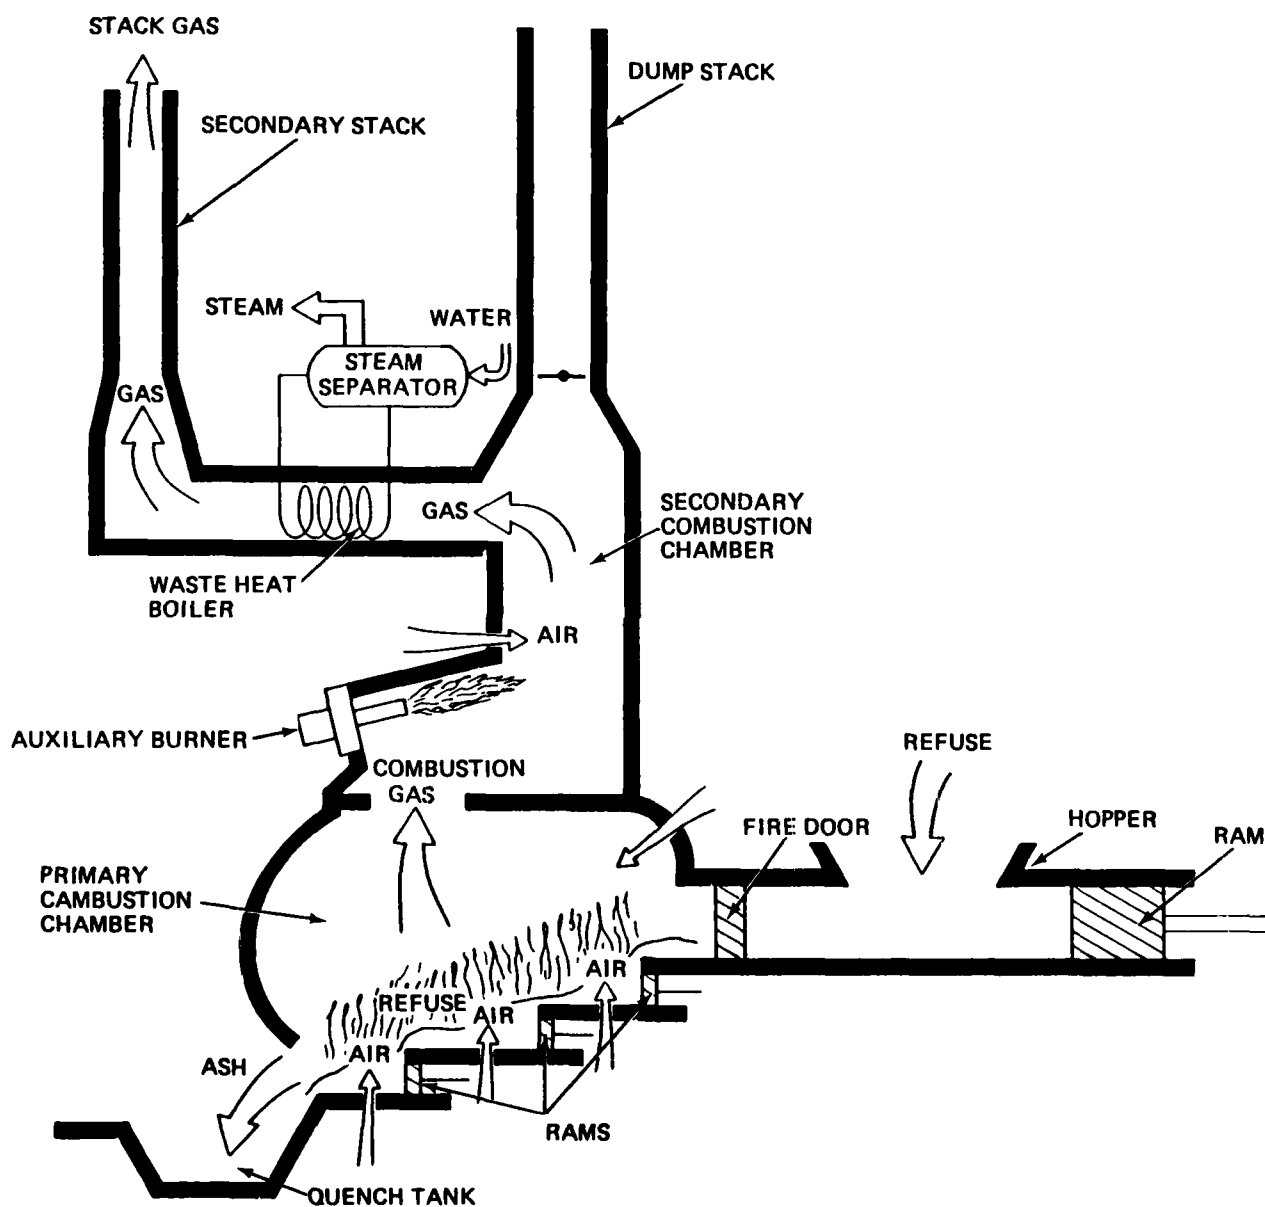 STACK GAS
DUMP STACK
SECONDARY STACK
STEAM
WATER
STEAM
SEPARATOR
GAS
GAS
SECONDARY
COMBUSTION
CHAMBER
WASTE HEAT
BOILER
AIR
AUXILIARY BURNER
REFUSE
COMBUSTION
GAS
FIRE DOOR
HOPPER
RAM
PRIMARY
CAMBUSTION
CHAMBER
AIR
REFUSE
AIR
AIR
ASH
RAMS
QUENCH TANK